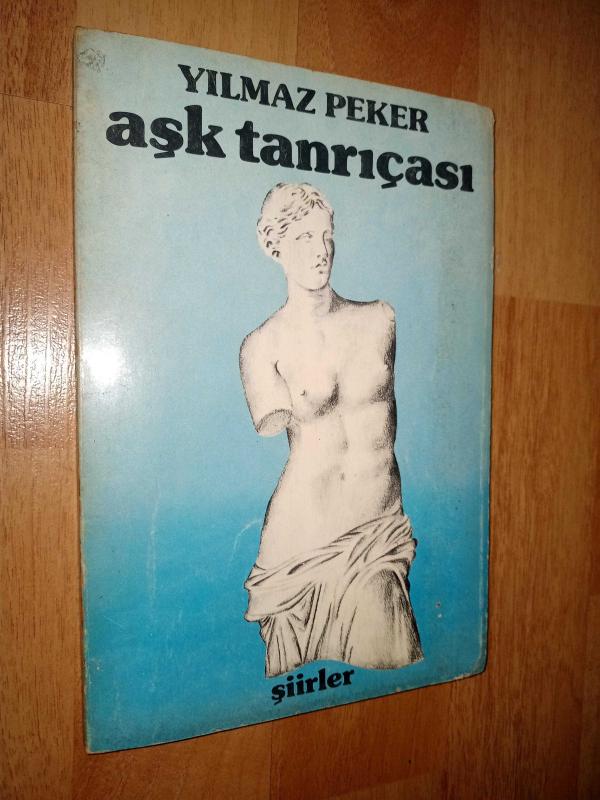 YILMAZ PEKER
aşk tanrıçası
şiirler